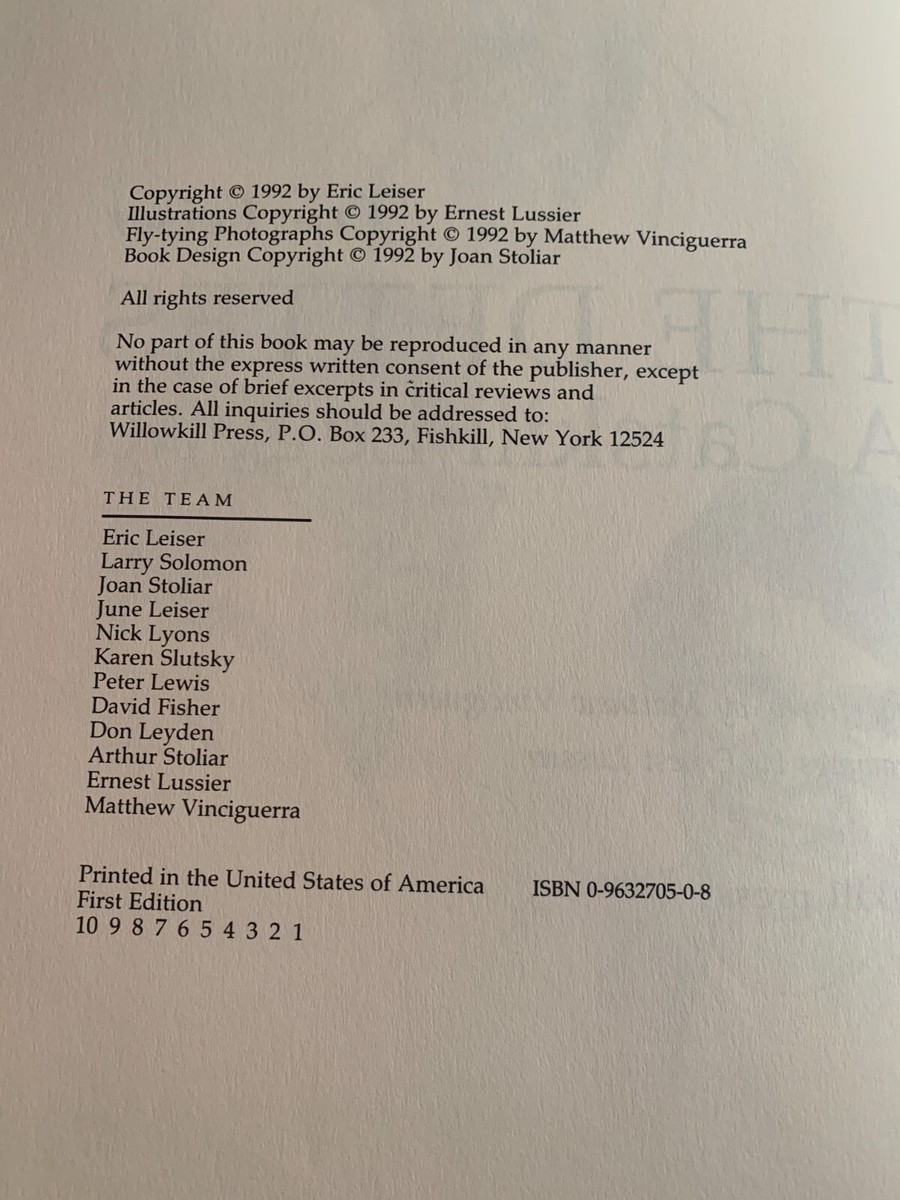 Copyright © 1992 by Eric Leiser
Illustrations Copyright © 1992 by Ernest Lussier
Fly-tying Photographs Copyright © 1992 by Matthew Vinciguerra
Book Design Copyright © 1992 by Joan Stoliar
All rights reserved
No part of this book may be reproduced in any manner
without the express written consent of the publisher, except
in the case of brief excerpts in critical reviews and
articles. All inquiries should be addressed to:
Willowkill Press, P.O. Box 233, Fishkill, New York 12524
THE TEAM
Eric Leiser
Larry Solomon
Joan Stoliar
June Leiser
Nick Lyons
Karen Slutsky
Peter Lewis
David Fisher
Don Leyden
Arthur Stoliar
Ernest Lussier
Matthew Vinciguerra
Printed in the United States of America ISBN 0-9632705-0-8
First Edition
10 9 8 7 6 5 4 3 2 1